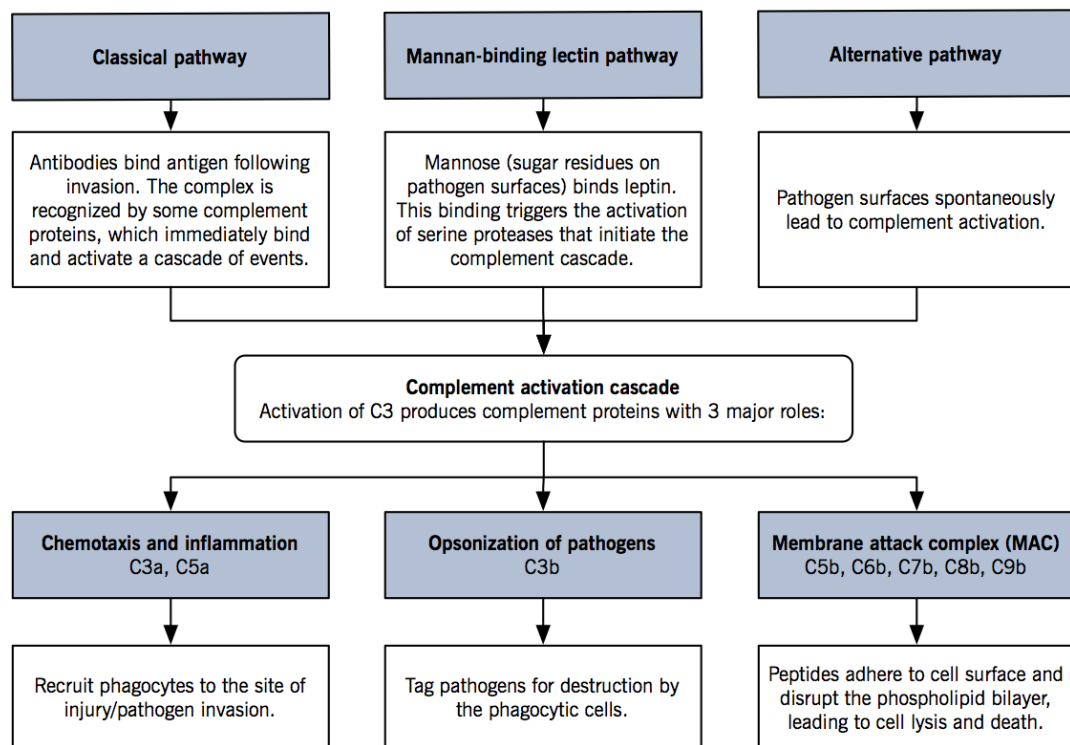 Classical pathway
Mannan-binding lectin pathway
Alternative pathway
Antibodies bind antigen following
invasion. The complex is
recognized by some complement
proteins, which immediately bind
and activate a cascade of events.
Mannose (sugar residues on
pathogen surfaces) binds leptin.
This binding triggers the activation
of serine proteases that initiate the
complement cascade.
Pathogen surfaces spontaneously
lead to complement activation.
Complement activation cascade
Activation of C3 produces complement proteins with 3 major roles:
Chemotaxis and inflammation
C3a, C5a
Opsonization of pathogens
C3b
Membrane attack complex (MAC)
C5b, C6b, C7b, C8b, C9b
Recruit phagocytes to the site of
injury/pathogen invasion.
Tag pathogens for destruction by
the phagocytic cells.
Peptides adhere to cell surface and
disrupt the phospholipid bilayer,
leading to cell lysis and death.